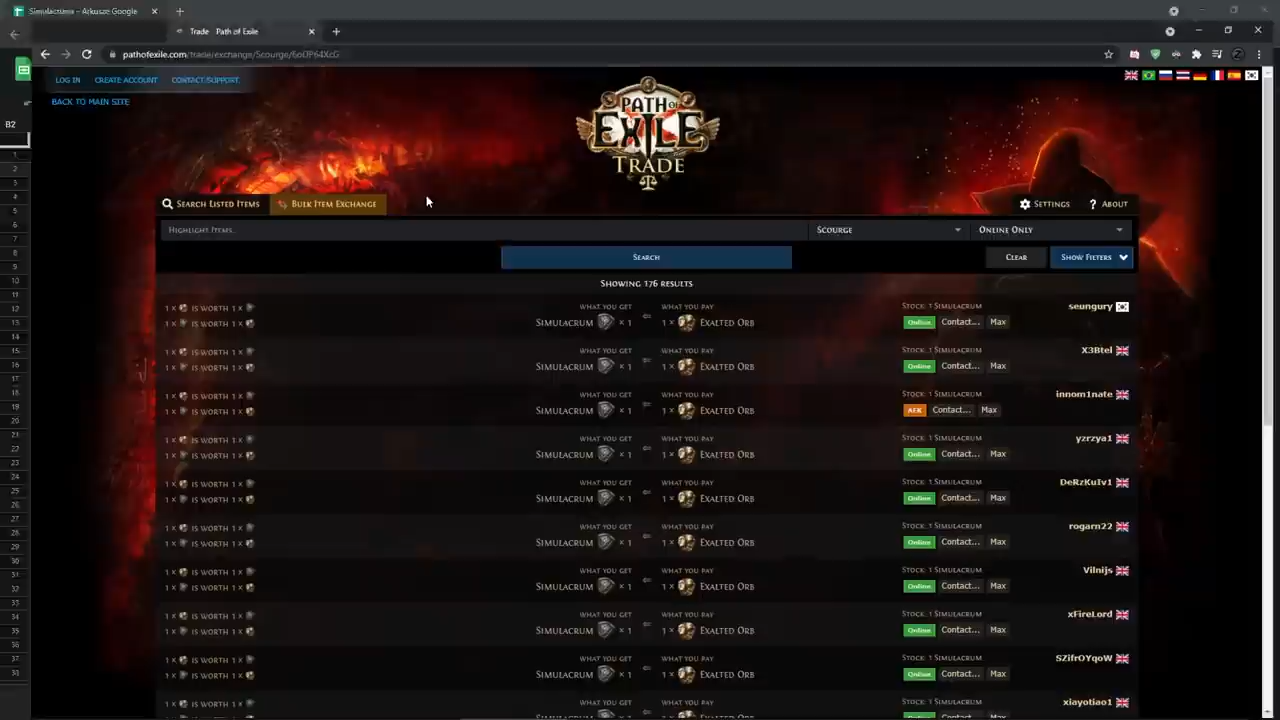 Simulacrums - Arkusze Google
Trade - Path of Exile
pathofexile.com/trade/exchange/Scourge/
LOG IN CREATE ACCOUNT CONTACT SUPPORT
BACK TO MAIN SITE
PATH OF
EXILE
TRADE
B2
SEARCH LISTED ITEMS BULK ITEM EXCHANGE SETTINGS ? ABOUT
HIGHLIGHT ITEMS.. SCOURGE ONLINE ONLY
SEARCH CLEAR SHOW FILTERS
SHOWING 176 RESULTS
1 × IS WORTH 1 × WHAT YOU GET WHAT YOU PAY STOCK: 1 SIMULACRUM seungury
1 × IS WORTH 1 × SIMULACRUM × 1 1 × EXALTED ORB Online Contact... Max
1 × IS WORTH 1 × WHAT YOU GET WHAT YOU PAY STOCK: 1 SIMULACRUM X3Btel
1 × IS WORTH 1 × SIMULACRUM × 1 1 × EXALTED ORB Online Contact... Max
1 × IS WORTH 1 × WHAT YOU GET WHAT YOU PAY STOCK: 1 SIMULACRUM innom1nate
1 × IS WORTH 1 × SIMULACRUM × 1 1 × EXALTED ORB AFK Contact... Max
1 × IS WORTH 1 × WHAT YOU GET WHAT YOU PAY STOCK: 1 SIMULACRUM yzrzya1
1 × IS WORTH 1 × SIMULACRUM × 1 1 × EXALTED ORB Online Contact... Max
1 × IS WORTH 1 × WHAT YOU GET WHAT YOU PAY STOCK: 1 SIMULACRUM DeRzKuIv1
1 × IS WORTH 1 × SIMULACRUM × 1 1 × EXALTED ORB Online Contact... Max
1 × IS WORTH 1 × WHAT YOU GET WHAT YOU PAY STOCK: 1 SIMULACRUM rogarn22
1 × IS WORTH 1 × SIMULACRUM × 1 1 × EXALTED ORB Online Contact... Max
1 × IS WORTH 1 × WHAT YOU GET WHAT YOU PAY STOCK: 1 SIMULACRUM Vilnijs
1 × IS WORTH 1 × SIMULACRUM × 1 1 × EXALTED ORB Online Contact... Max
1 × IS WORTH 1 × WHAT YOU GET WHAT YOU PAY STOCK: 1 SIMULACRUM xFireLord
1 × IS WORTH 1 × SIMULACRUM × 1 1 × EXALTED ORB Online Contact... Max
1 × IS WORTH 1 × WHAT YOU GET WHAT YOU PAY STOCK: 1 SIMULACRUM SZifrOYqoW
1 × IS WORTH 1 × SIMULACRUM × 1 1 × EXALTED ORB Online Contact... Max
1 × IS WORTH 1 × WHAT YOU GET WHAT YOU PAY STOCK: 1 SIMULACRUM xiayotiao1
Online Contact... Max